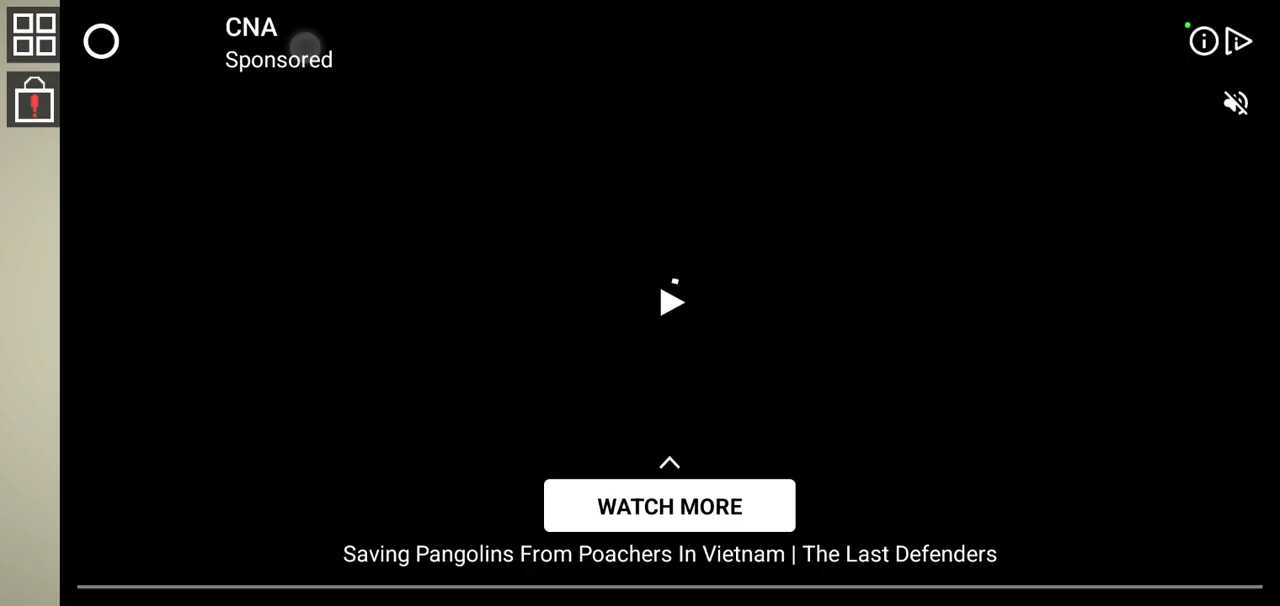 CNA
Sponsored
WATCH MORE
Saving Pangolins From Poachers In Vietnam | The Last Defenders